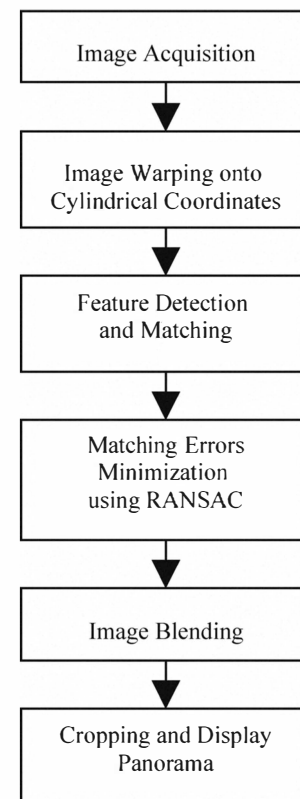 Image Acquisition
Image Warping onto
Cylindrical Coordinates
Feature Detection
and Matching
Matching Errors
Minimization
using RANSAC
Image Blending
Cropping and Display
Panorama